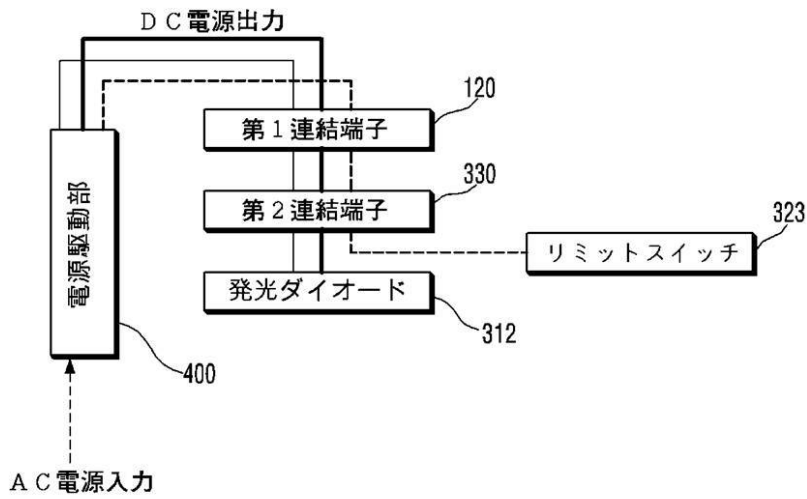 ＤＣ電源出力
120
第１連結端子
330
第２連結端子
323
リミットスイッチ
電源駆動部
発光ダイオード
312
400
ＡＣ電源入力